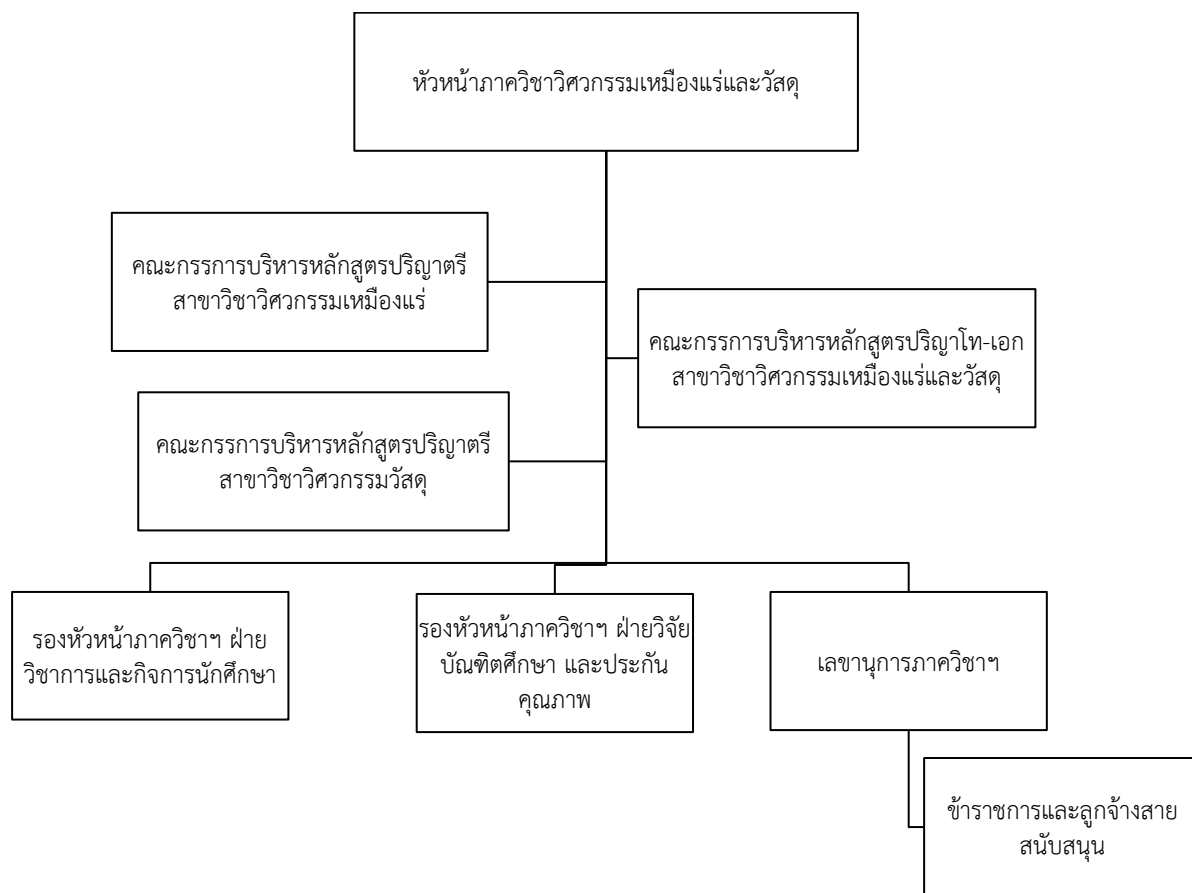 หัวหน้าภาควิชาวิศวกรรมเหมืองแร่และวัสดุ
คณะกรรการบริหารหลักสูตรปริญาตรี
สาขาวิชาวิศวกรรมเหมืองแร่
คณะกรรการบริหารหลักสูตรปริญาโท-เอก
สาขาวิชาวิศวกรรมเหมืองแร่และวัสดุ
คณะกรรการบริหารหลักสูตรปริญาตรี
สาขาวิชาวิศวกรรมวัสดุ
รองหัวหน้าภาควิชาฯ ฝ่าย
วิชาการและกิจการนักศึกษา
รองหัวหน้าภาควิชาฯ ฝ่ายวิจัย
บัณฑิตศึกษา และประกัน
คุณภาพ
เลขานุการภาควิชาฯ
ข้าราชการและลูกจ้างสาย
สนับสนุน